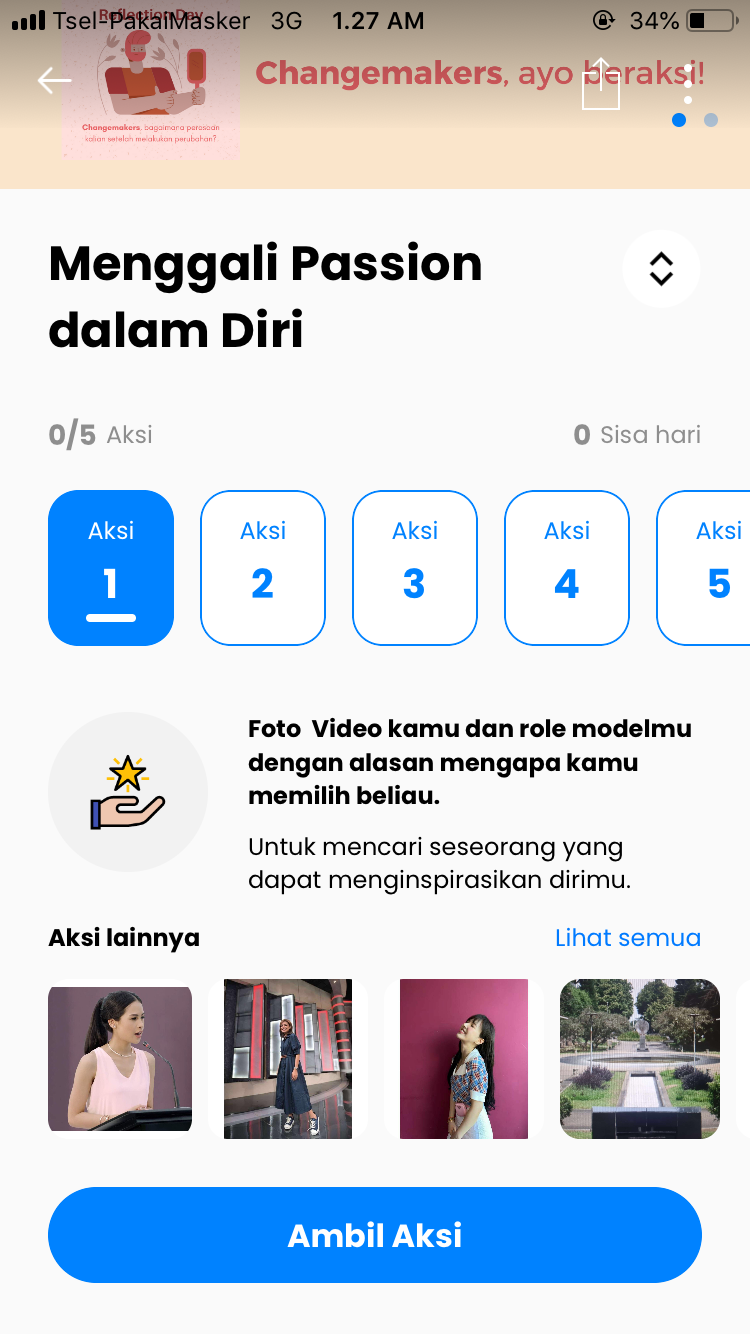 Tsel-PakaiMasker 3G 1.27 AM 34%
Reflection Day
Changemakers, ayo beraksi!
Changemakers, bagaimana perasaan
kalian setelah melakukan perubahan?
Menggali Passion
dalam Diri
0/5 Aksi
0 Sisa hari
Aksi
1
Aksi
2
Aksi
3
Aksi
4
Aksi
5
Foto  Video kamu dan role modelmu
dengan alasan mengapa kamu
memilih beliau.
Untuk mencari seseorang yang
dapat menginspirasikan dirimu.
Aksi lainnya
Lihat semua
Ambil Aksi